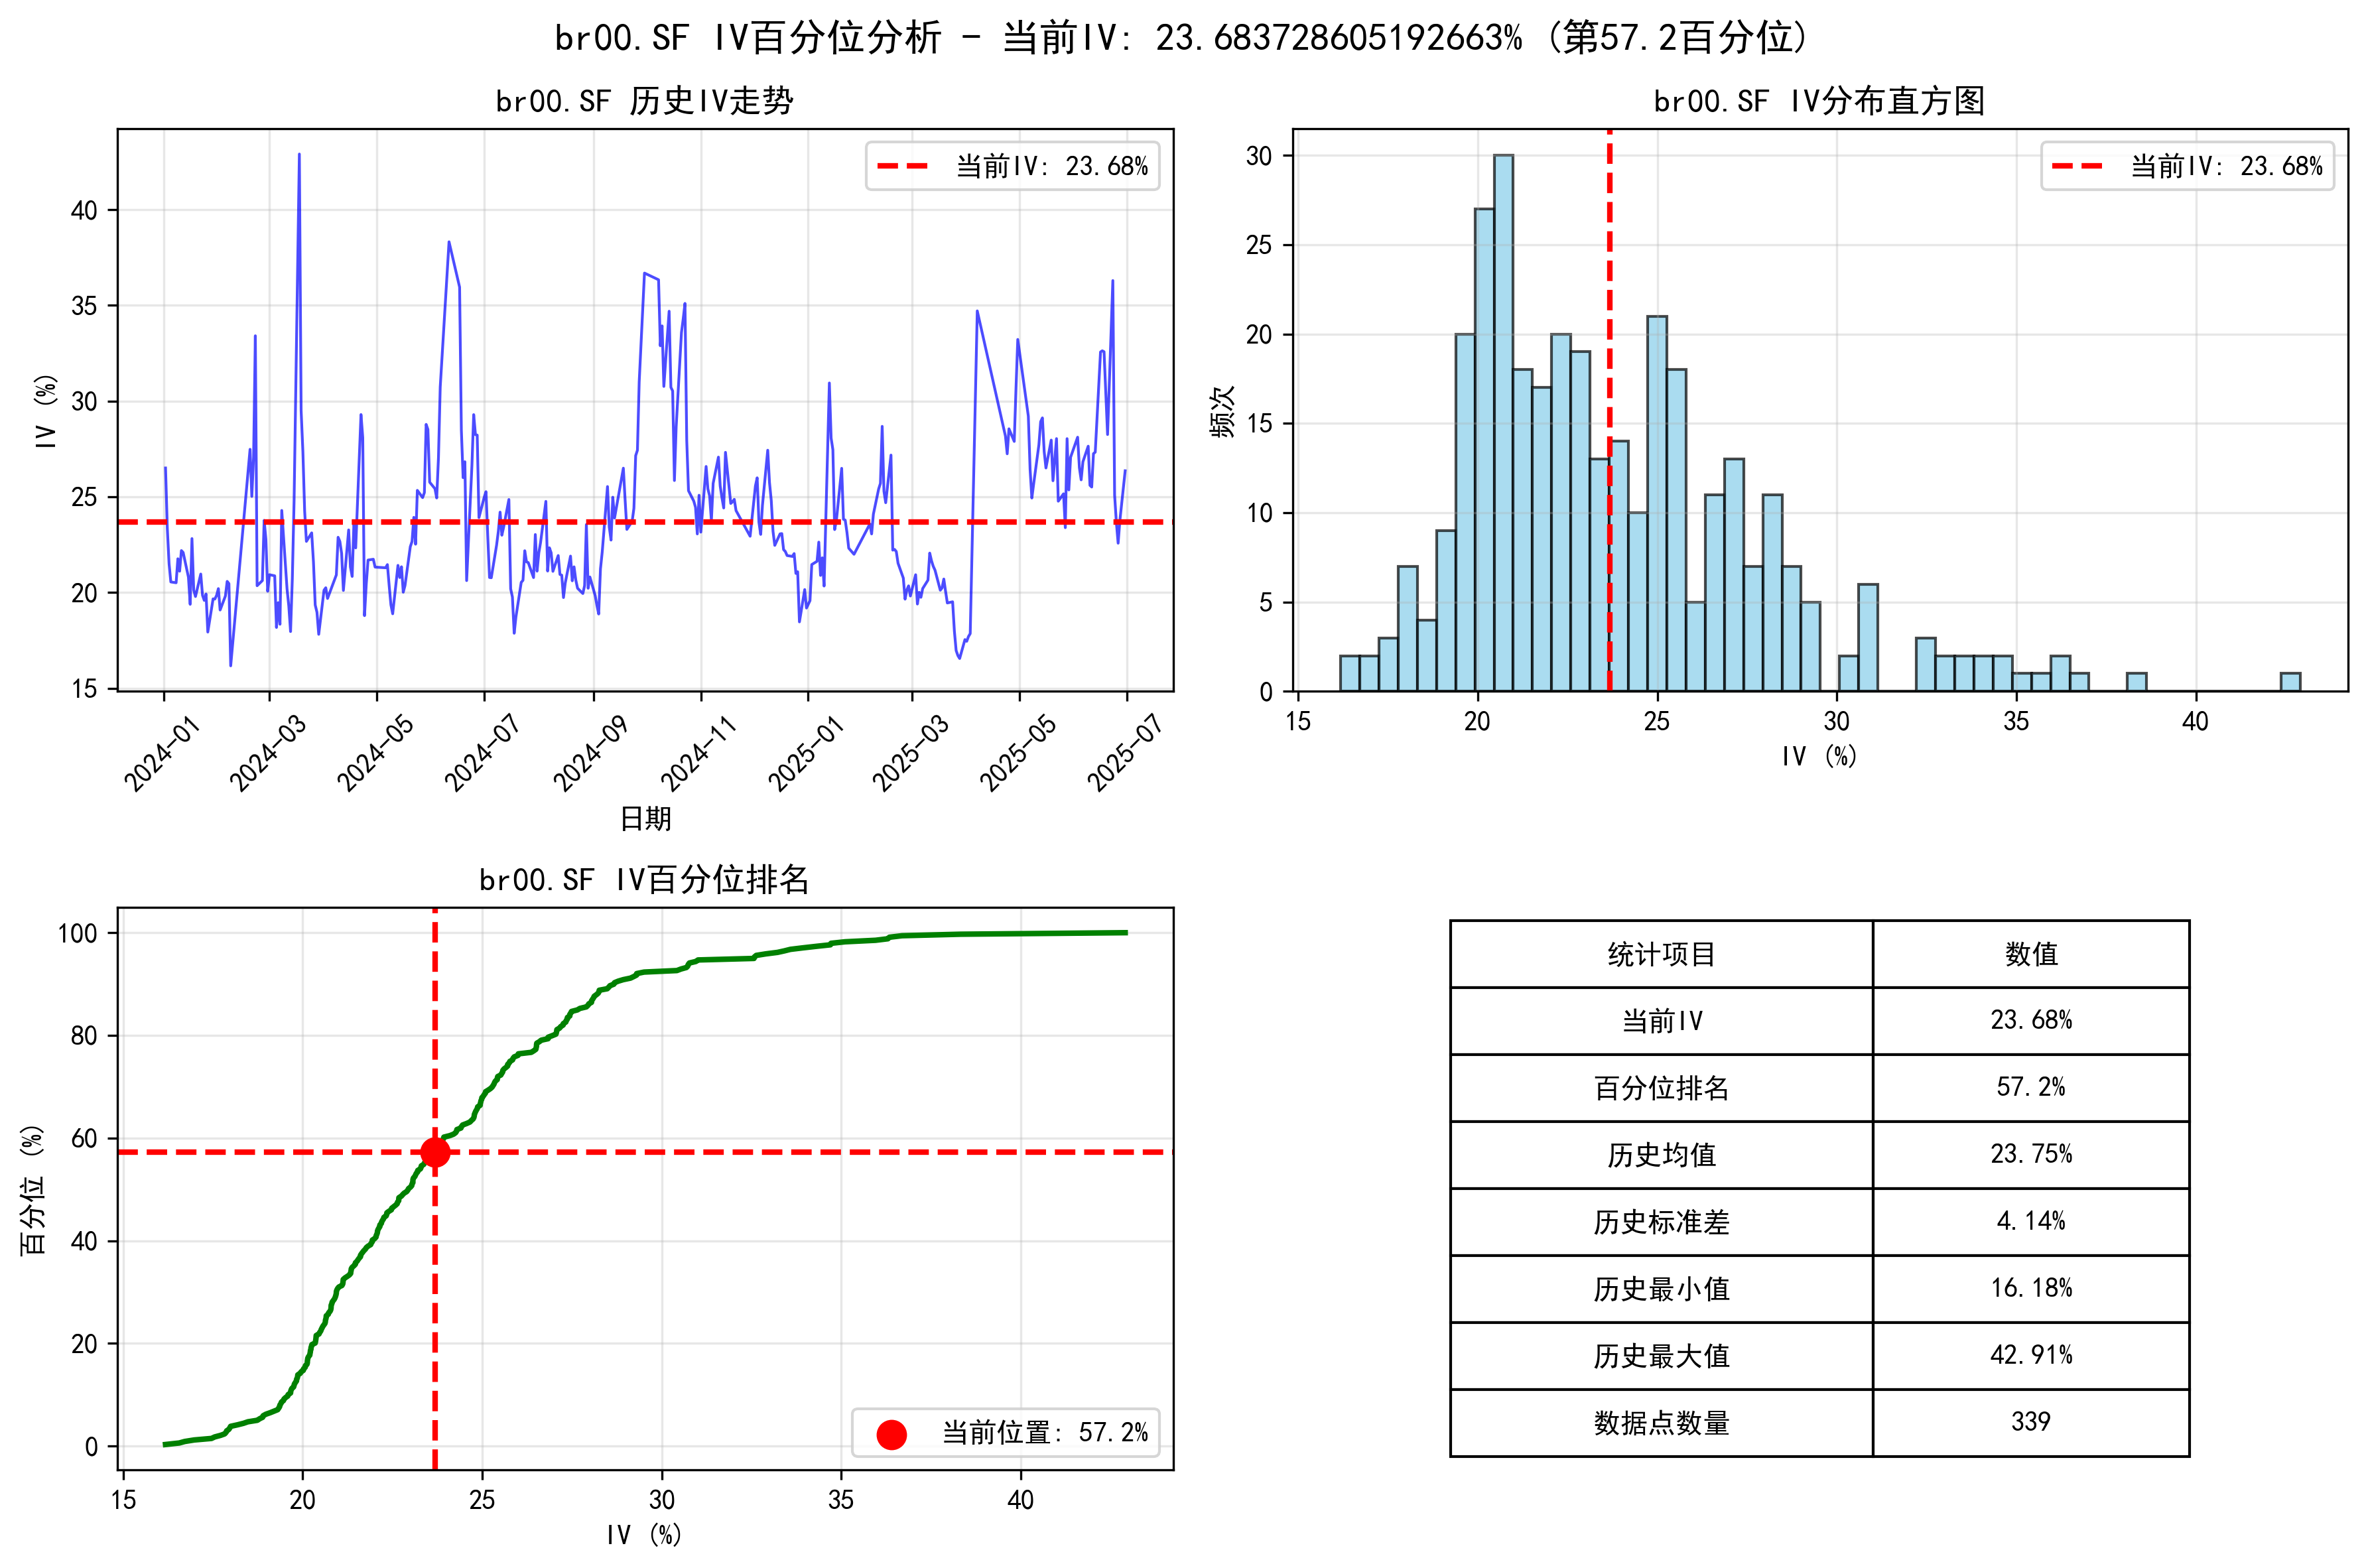 br00.SF IV百分位分析 - 当前IV: 23.683728605192663% (第57.2百分位)
br00.SF 历史IV走势
当前IV: 23.68%
IV (%)
40
35
30
25
20
15
2024-01
2024-03
2024-05
2024-07
2024-09
2024-11
2025-01
2025-03
2025-05
2025-07
日期
br00.SF IV分布直方图
当前IV: 23.68%
频次
30
25
20
15
10
5
0
15
20
25
30
35
40
IV (%)
br00.SF IV百分位排名
百分位 (%)
100
80
60
40
20
0
当前位置: 57.2%
15
20
25
30
35
40
IV (%)
统计项目 数值
当前IV 23.68%
百分位排名 57.2%
历史均值 23.75%
历史标准差 4.14%
历史最小值 16.18%
历史最大值 42.91%
数据点数量 339